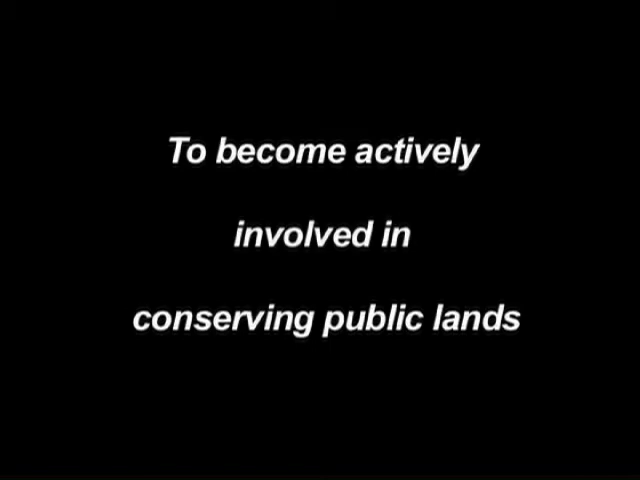 To become actively
involved in
conserving public lands